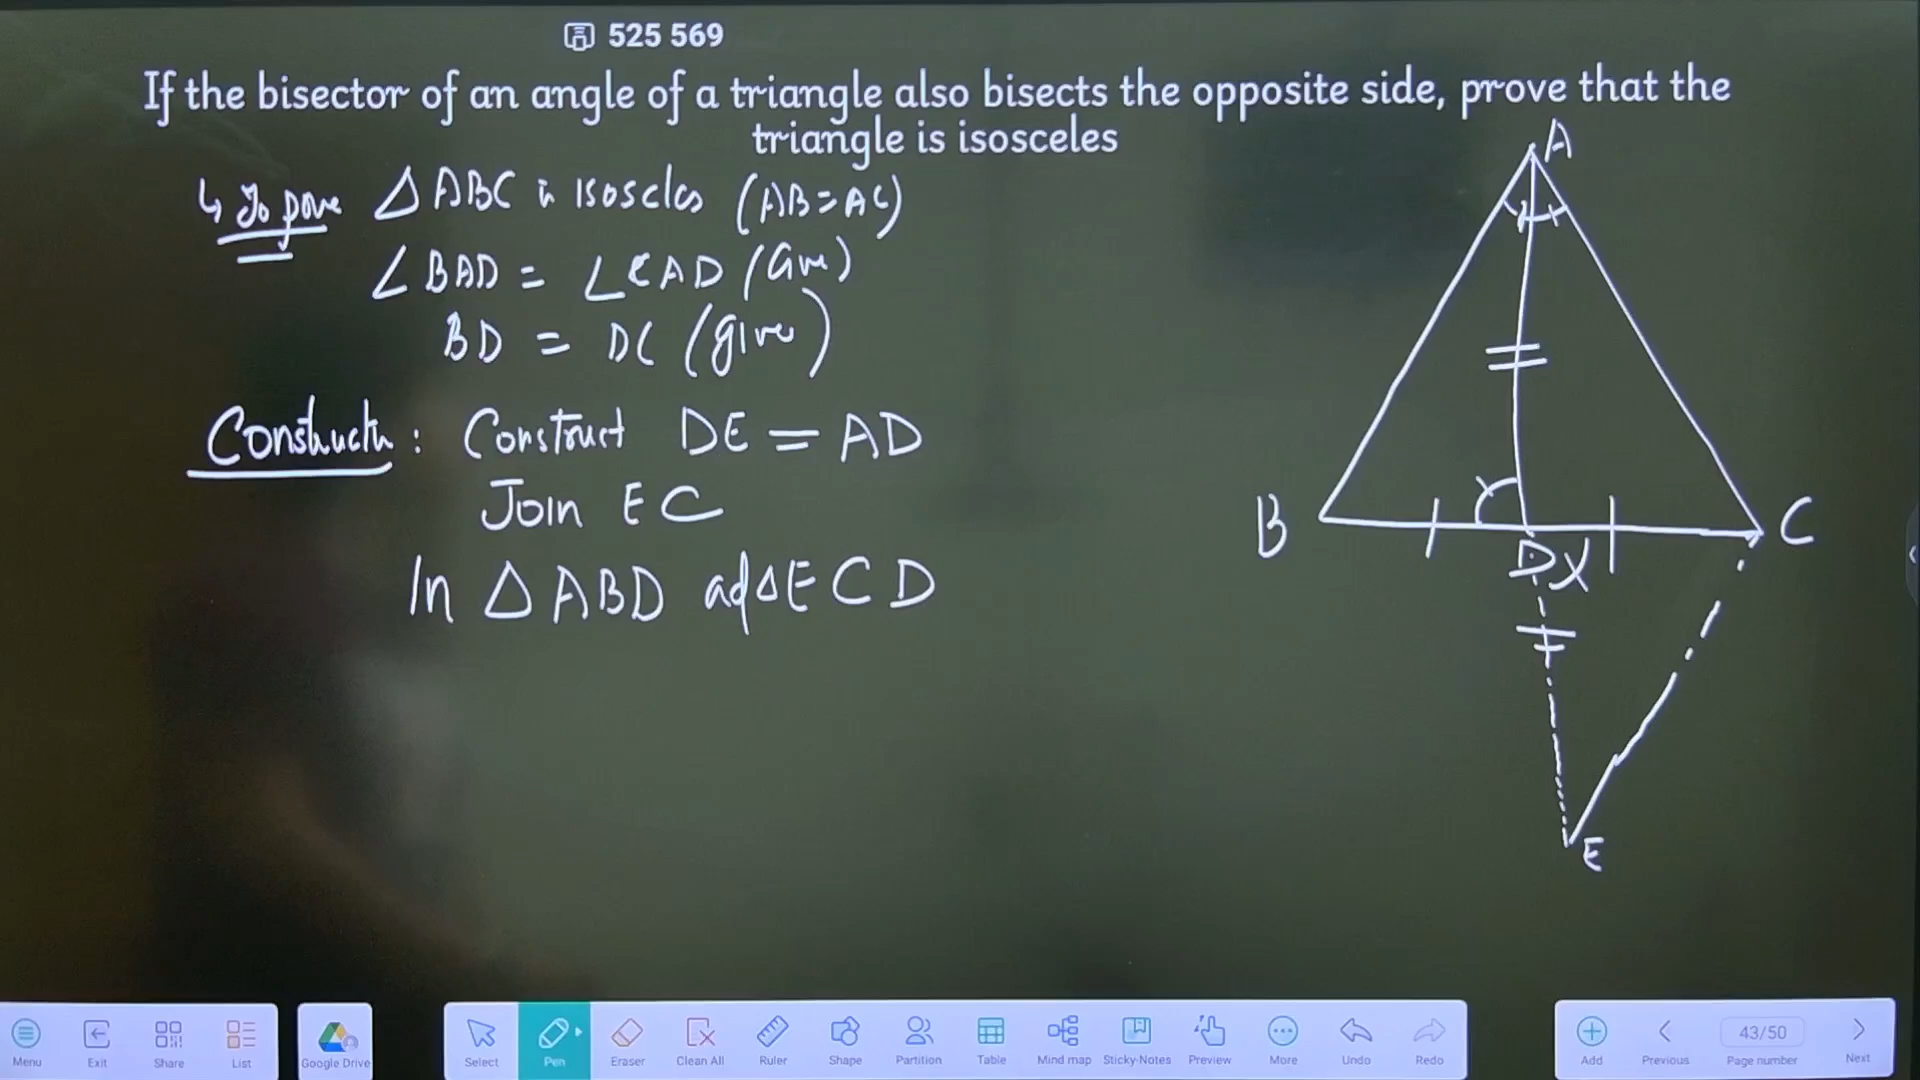 525 569
If the bisector of an angle of a triangle also bisects the opposite side, prove that the
triangle is isosceles
↳ To prove △ABC is isosceles (AB=AC)
∠BAD = ∠CAD (Given)
BD = DC (given)
Construction : Construct DE = AD
Join EC
In △ABD and △ECD
A
B
D
C
E
Menu
Exit
Share
List
Google Drive
Select
Pen
Eraser
Clean All
Ruler
Shape
Partition
Table
Mind map
Sticky-Notes
Preview
More
Undo
Redo
Add
Previous
43/50
Page number
Next